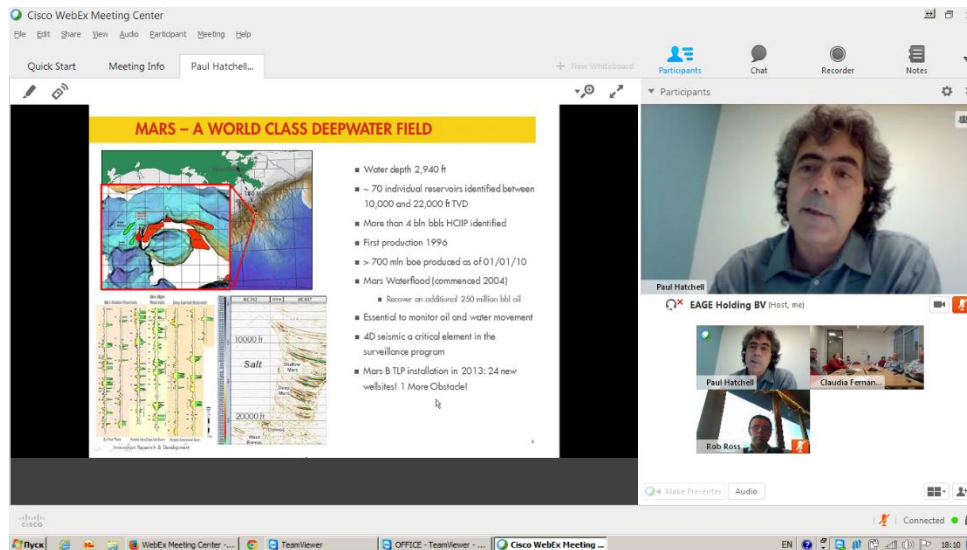 Cisco WebEx Meeting Center
File Edit Share View Audio Participant Meeting Help
Quick Start Meeting Info Paul Hatchell...
+ New Whiteboard
Participants Chat Recorder Notes
Participants
MARS – A WORLD CLASS DEEPWATER FIELD
Water depth 2,940 ft
~ 70 individual reservoirs identified between
10,000 and 22,000 ft TVD
More than 4 bln bbls HCIIP identified
First production 1996
> 700 mln boe produced as of 01/01/10
Mars Waterflood (commenced 2004)
Recover an additional 250 million bbl oil
Essential to monitor oil and water movement
4D seismic a critical element in the
surveillance program
Mars B TLP installation in 2013: 24 new
wellsites! 1 More Obstacle!
10000 ft
Salt
Shallow
Mars
Deep
Mars
20000 ft
Innovation Research & Development
Paul Hatchell
EAGE Holding BV (Host, me)
Paul Hatchell
Claudia Fernan...
Rob Ross
Make Presenter Audio
cisco
Connected
Пуск
WebEx Meeting Center -...
TeamViewer
OFFICE - TeamViewer - ...
Cisco WebEx Meeting ...
EN
18:10